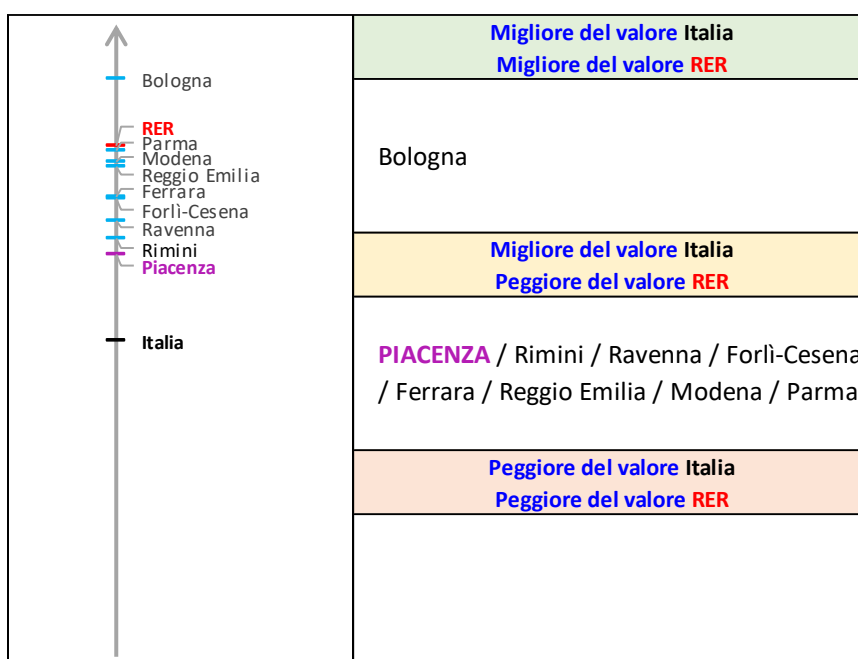 Bologna
RER
Parma
Modena
Reggio Emilia
Ferrara
Forlì-Cesena
Ravenna
Rimini
Piacenza
Italia
Migliore del valore Italia
Migliore del valore RER
Bologna
Migliore del valore Italia
Peggiore del valore RER
PIACENZA / Rimini / Ravenna / Forlì-Cesena
/ Ferrara / Reggio Emilia / Modena / Parma
Peggiore del valore Italia
Peggiore del valore RER